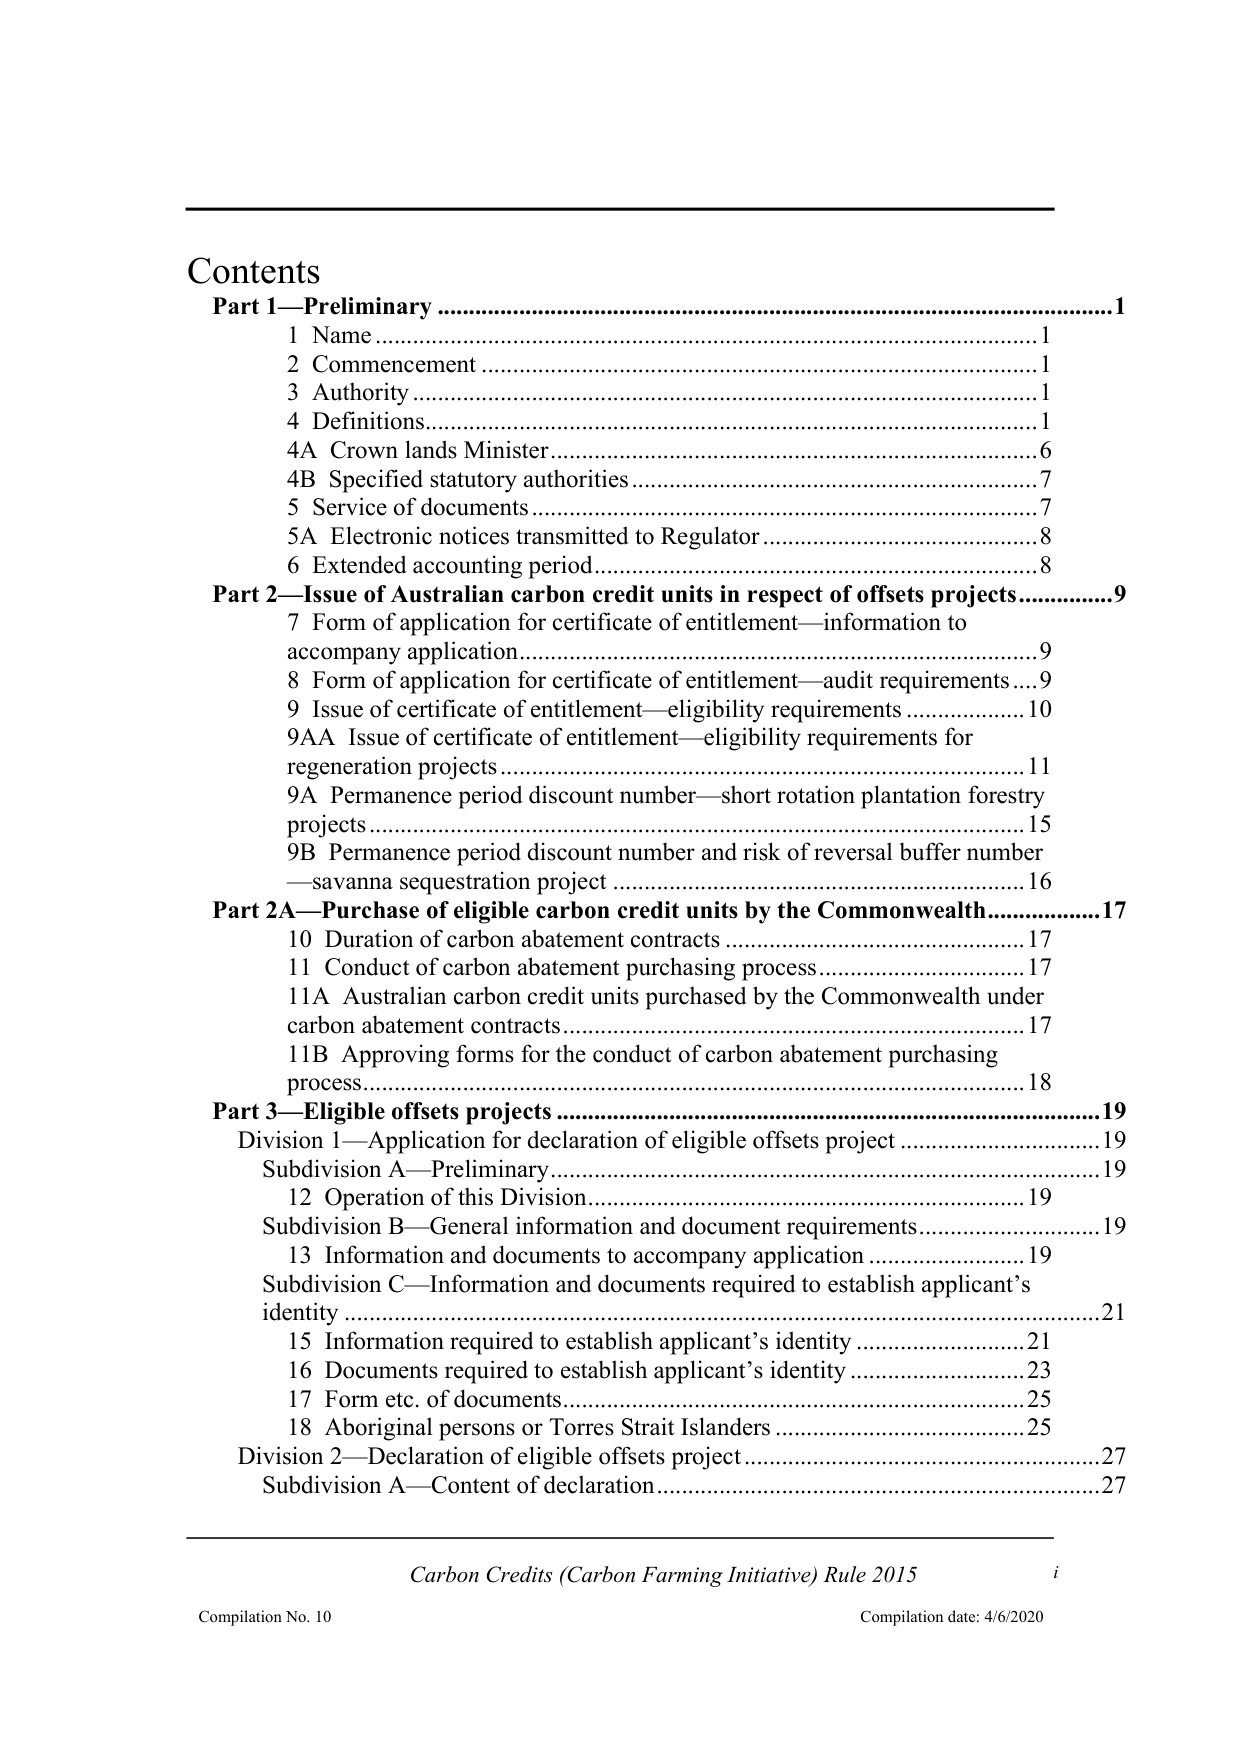 Contents
Part 1—Preliminary ............................................................................................................1
1 Name..........................................................................................................1
2 Commencement .........................................................................................1
3 Authority....................................................................................................1
4 Definitions..................................................................................................1
4A Crown lands Minister..............................................................................6
4B Specified statutory authorities.................................................................7
5 Service of documents.................................................................................7
5A Electronic notices transmitted to Regulator............................................8
6 Extended accounting period.......................................................................8
Part 2—Issue of Australian carbon credit units in respect of offsets projects...............9
7 Form of application for certificate of entitlement—information to
accompany application...................................................................................9
8 Form of application for certificate of entitlement—audit requirements....9
9 Issue of certificate of entitlement—eligibility requirements ...................10
9AA Issue of certificate of entitlement—eligibility requirements for
regeneration projects....................................................................................11
9A Permanence period discount number—short rotation plantation forestry
projects.........................................................................................................15
9B Permanence period discount number and risk of reversal buffer number
—savanna sequestration project ..................................................................16
Part 2A—Purchase of eligible carbon credit units by the Commonwealth..................17
10 Duration of carbon abatement contracts ................................................17
11 Conduct of carbon abatement purchasing process.................................17
11A Australian carbon credit units purchased by the Commonwealth under
carbon abatement contracts..........................................................................17
11B Approving forms for the conduct of carbon abatement purchasing
process..........................................................................................................18
Part 3—Eligible offsets projects .......................................................................................19
Division 1—Application for declaration of eligible offsets project ................................19
Subdivision A—Preliminary........................................................................................19
12 Operation of this Division......................................................................19
Subdivision B—General information and document requirements.............................19
13 Information and documents to accompany application .........................19
Subdivision C—Information and documents required to establish applicant’s
identity .........................................................................................................................21
15 Information required to establish applicant’s identity ...........................21
16 Documents required to establish applicant’s identity ............................23
17 Form etc. of documents..........................................................................25
18 Aboriginal persons or Torres Strait Islanders ........................................25
Division 2—Declaration of eligible offsets project.........................................................27
Subdivision A—Content of declaration.......................................................................27
Carbon Credits (Carbon Farming Initiative) Rule 2015 i
Compilation No. 10 Compilation date: 4/6/2020